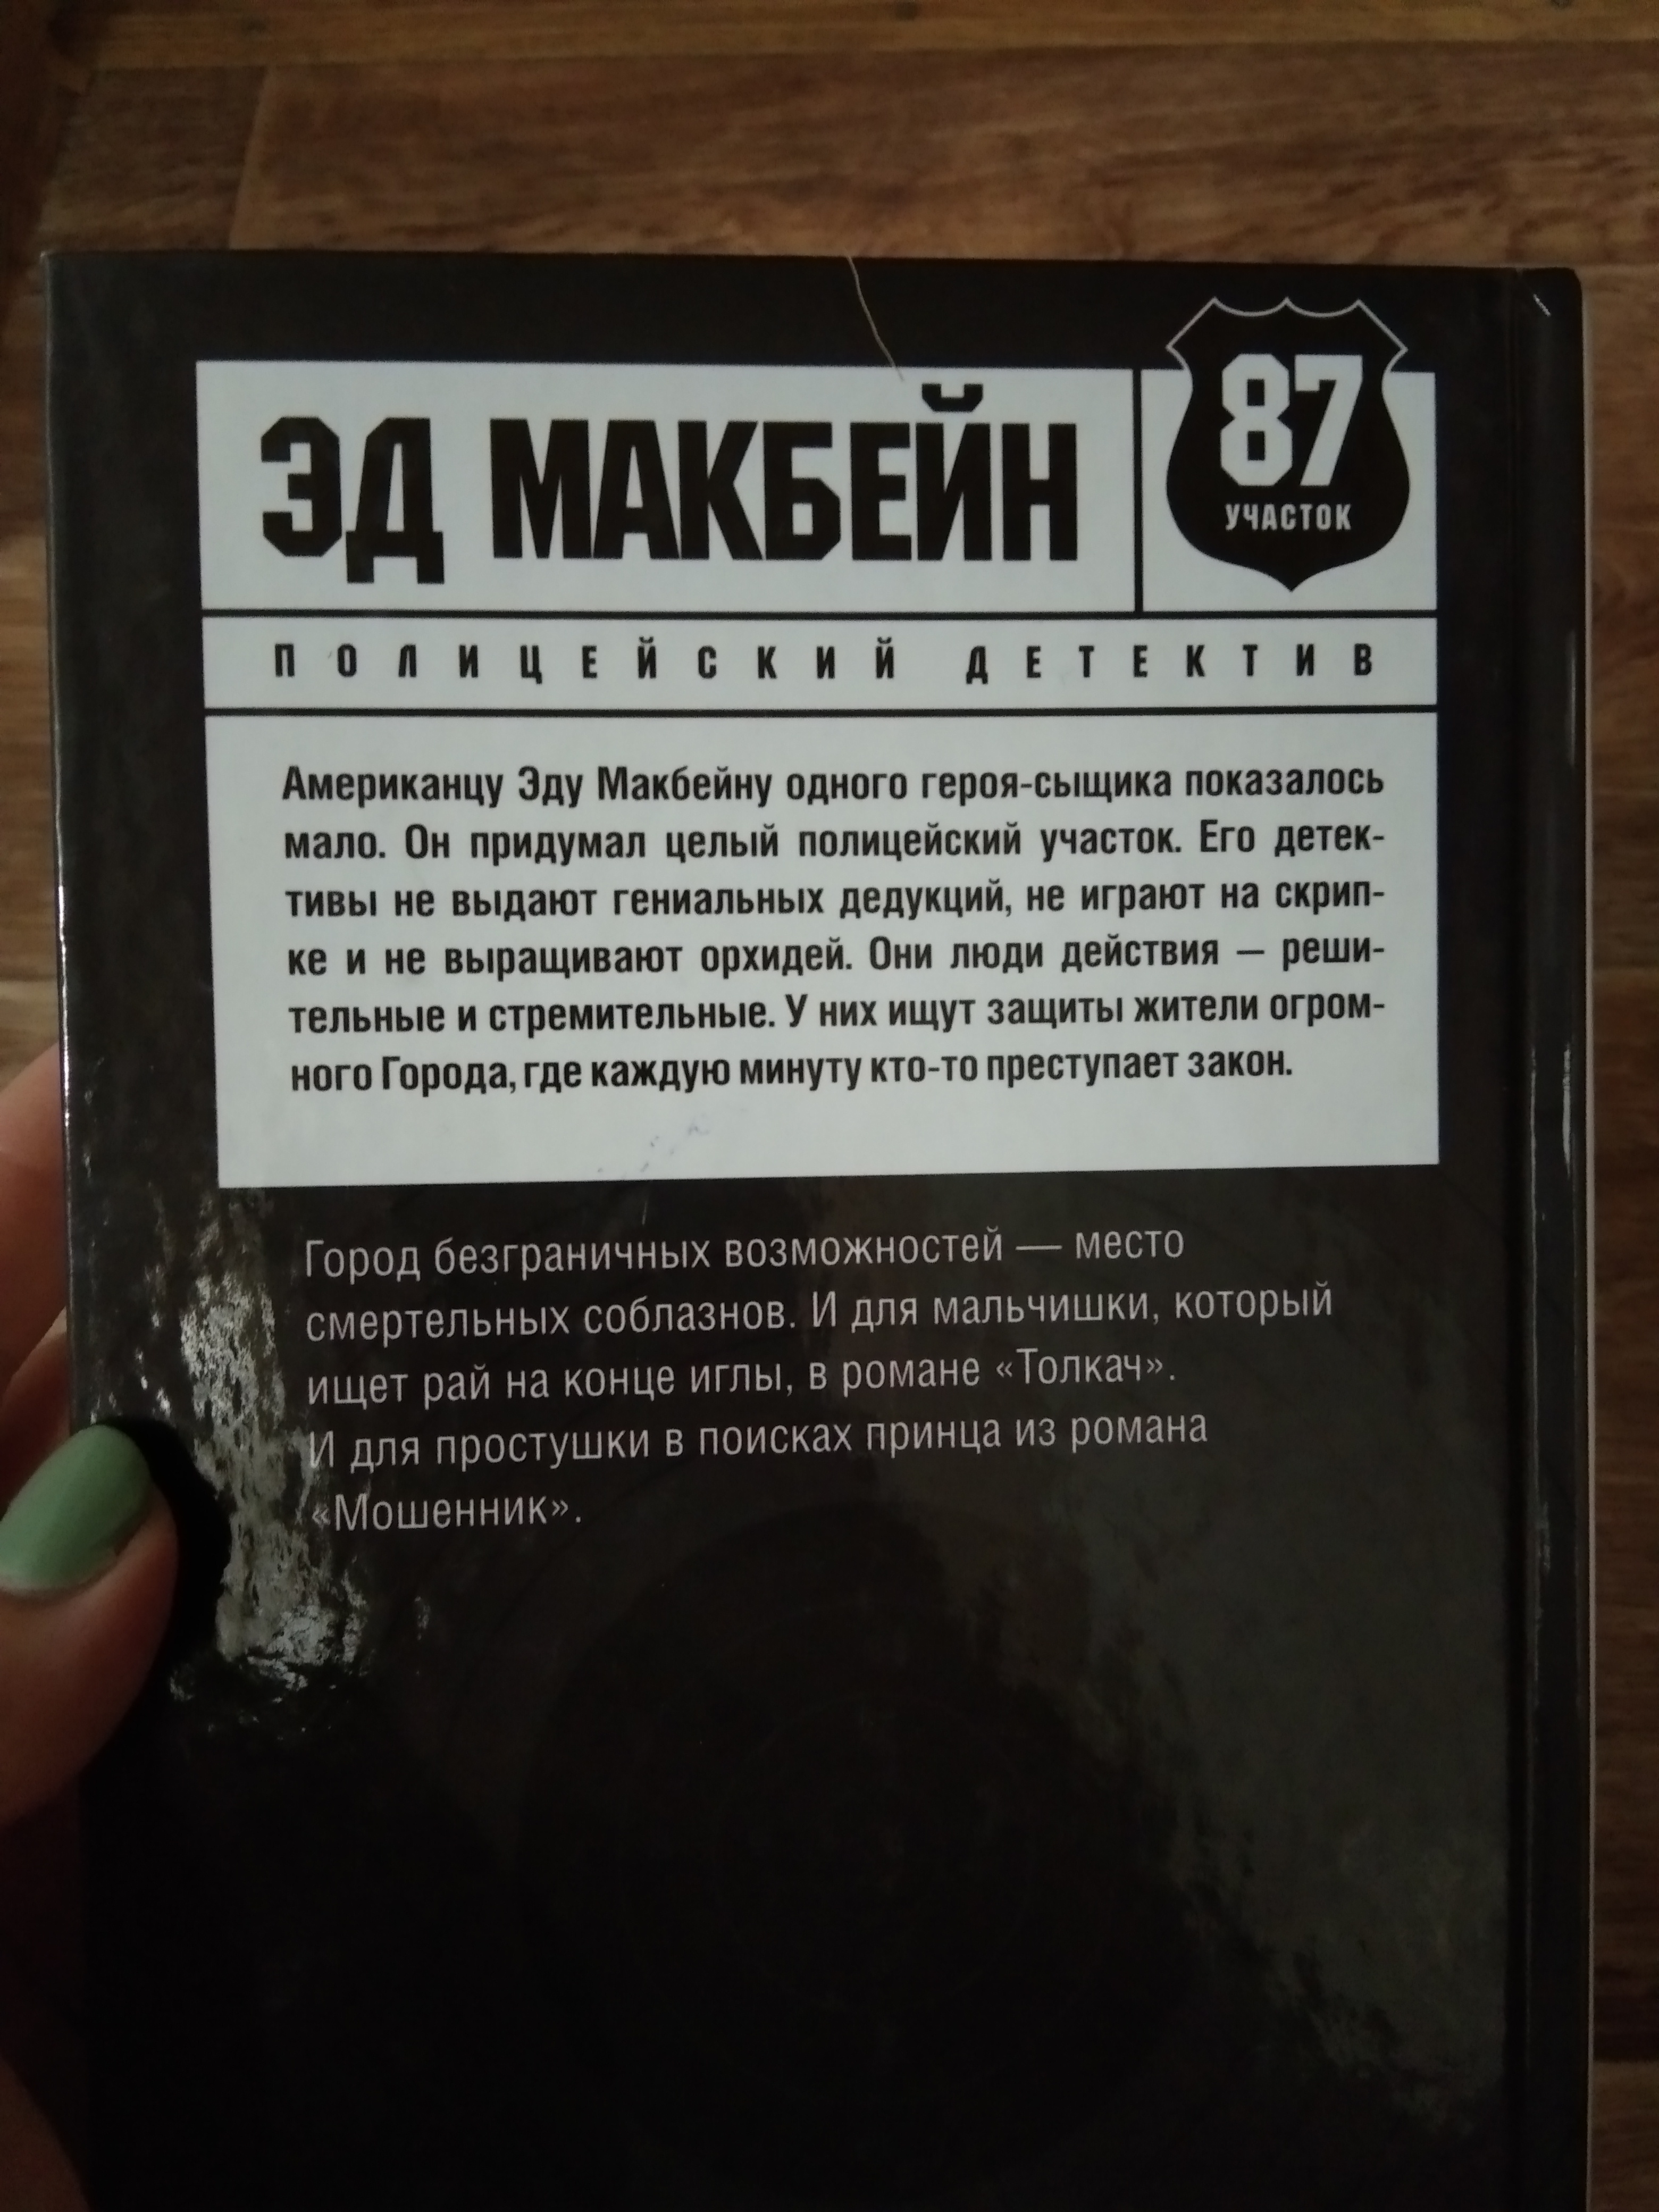 ЭД МАКБЕЙН
87
УЧАСТОК
ПОЛИЦЕЙСКИЙ ДЕТЕКТИВ
Американцу Эду Макбейну одного героя-сыщика показалось
мало. Он придумал целый полицейский участок. Его детек-
тивы не выдают гениальных дедукций, не играют на скрип-
ке и не выращивают орхидей. Они люди действия – реши-
тельные и стремительные. У них ищут защиты жители огром-
ного Города, где каждую минуту кто-то преступает закон.
Город безграничных возможностей — место
смертельных соблазнов. И для мальчишки, который
ищет рай на конце иглы, в романе «Толкач».
И для простушки в поисках принца из романа
«Мошенник».